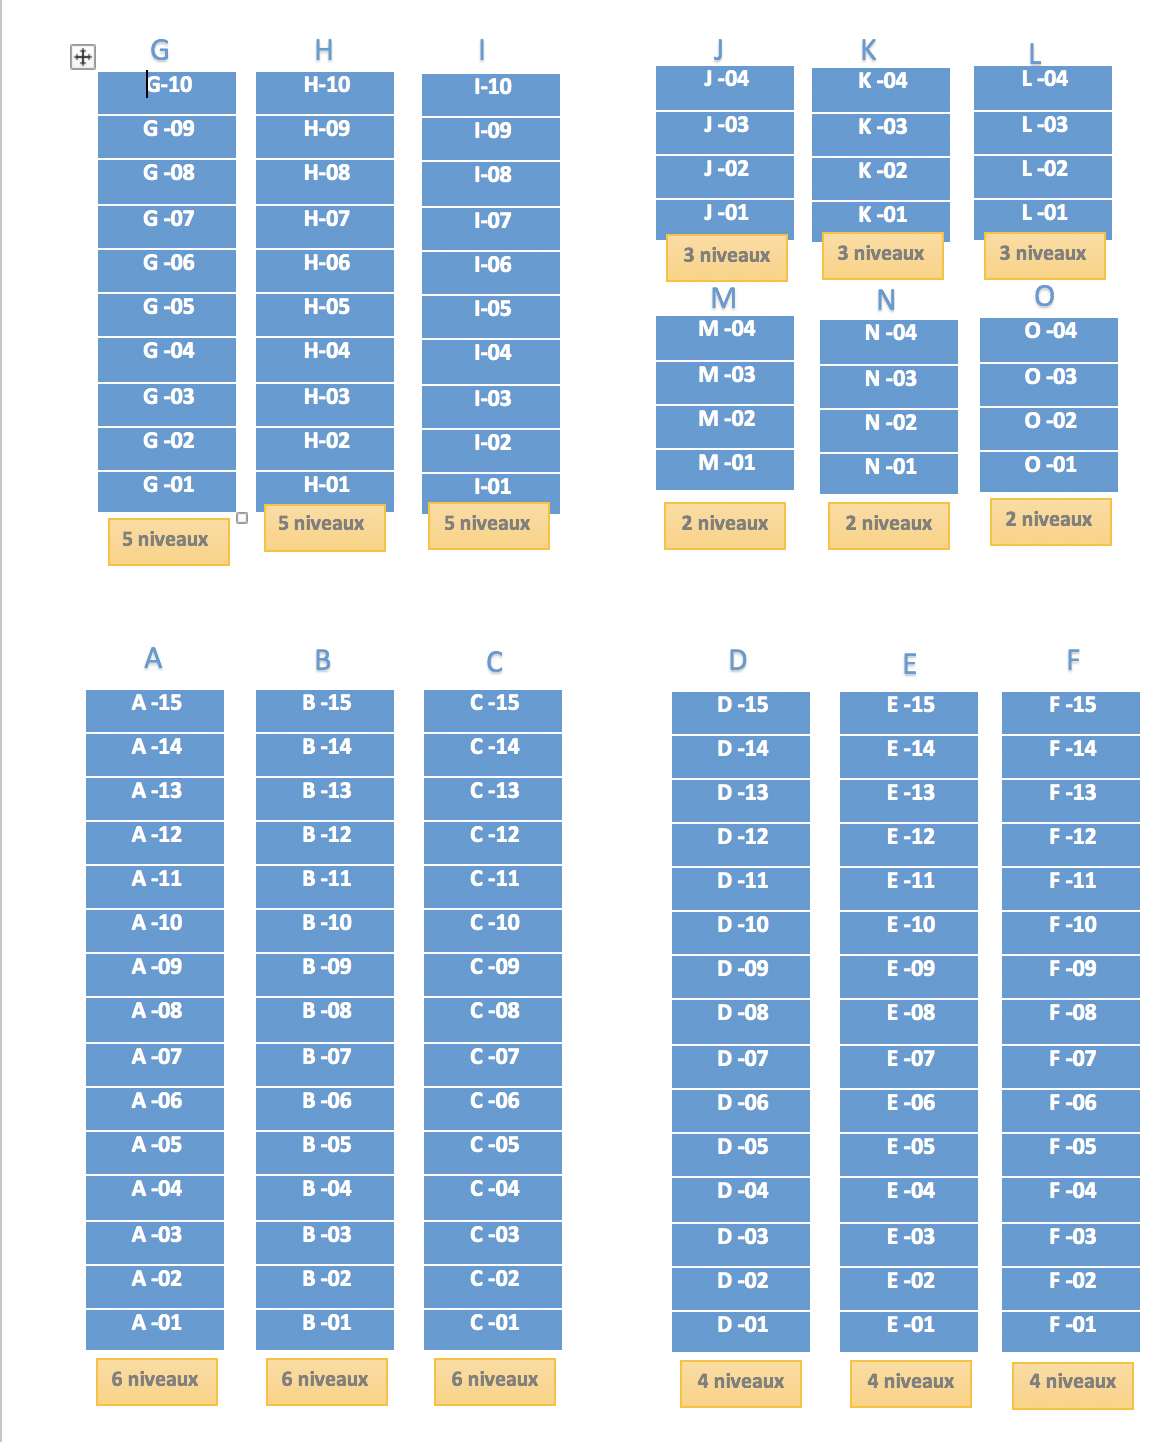 G
G-10
G -09
G -08
G -07
G -06
G -05
G -04
G -03
G -02
G -01
5 niveaux
H
H-10
H-09
H-08
H-07
H-06
H-05
H-04
H-03
H-02
H-01
5 niveaux
I
I-10
I-09
I-08
I-07
I-06
I-05
I-04
I-03
I-02
I-01
5 niveaux
J
J -04
J -03
J -02
J -01
3 niveaux
K
K -04
K -03
K -02
K -01
3 niveaux
L
L -04
L -03
L -02
L -01
3 niveaux
M
M -04
M -03
M -02
M -01
2 niveaux
N
N -04
N -03
N -02
N -01
2 niveaux
O
O -04
O -03
O -02
O -01
2 niveaux
A
A -15
A -14
A -13
A -12
A -11
A -10
A -09
A -08
A -07
A -06
A -05
A -04
A -03
A -02
A -01
6 niveaux
B
B -15
B -14
B -13
B -12
B -11
B -10
B -09
B -08
B -07
B -06
B -05
B -04
B -03
B -02
B -01
6 niveaux
C
C -15
C -14
C -13
C -12
C -11
C -10
C -09
C -08
C -07
C -06
C -05
C -04
C -03
C -02
C -01
6 niveaux
D
D -15
D -14
D -13
D -12
D -11
D -10
D -09
D -08
D -07
D -06
D -05
D -04
D -03
D -02
D -01
4 niveaux
E
E -15
E -14
E -13
E -12
E -11
E -10
E -09
E -08
E -07
E -06
E -05
E -04
E -03
E -02
E -01
4 niveaux
F
F -15
F -14
F -13
F -12
F -11
F -10
F -09
F -08
F -07
F -06
F -05
F -04
F -03
F -02
F -01
4 niveaux